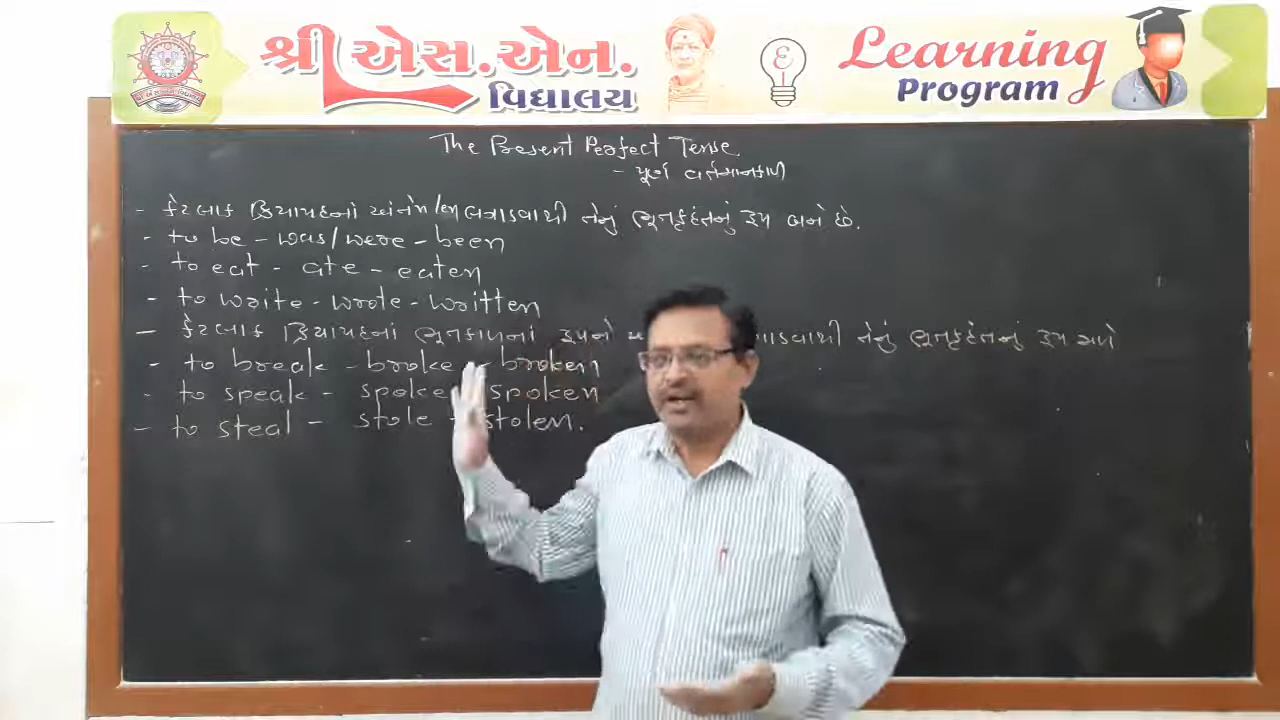 શ્રી એસ.એન.
વિદ્યાલય
Learning
Program
The Present Perfect Tense
- પૂર્ણ વર્તમાનકાળ
- કેટલાક ક્રિયાપદનાં અંતે n/en લગાડવાથી તેનું ભૂતકૃદંતનું રૂપ બને છે.
- to be - was/were - been
- to eat - ate - eaten
- to write - wrote - written
- કેટલાક ક્રિયાપદનાં ભૂતકાળનાં રૂપનો તેનું ભૂતકૃદંતનું રૂપ
- to break - broke - broken
- to speak - spoke spoken
- to steal - stole - stolen.